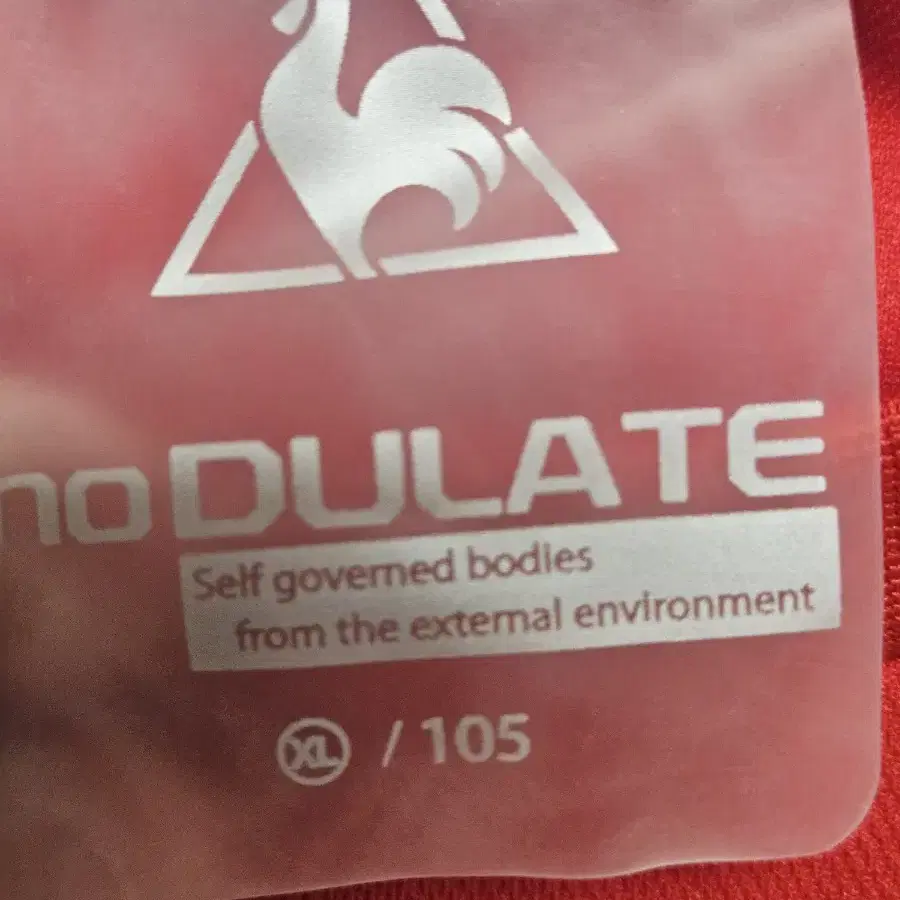 noDULATE
Self governed bodies
from the external environment
XL / 105